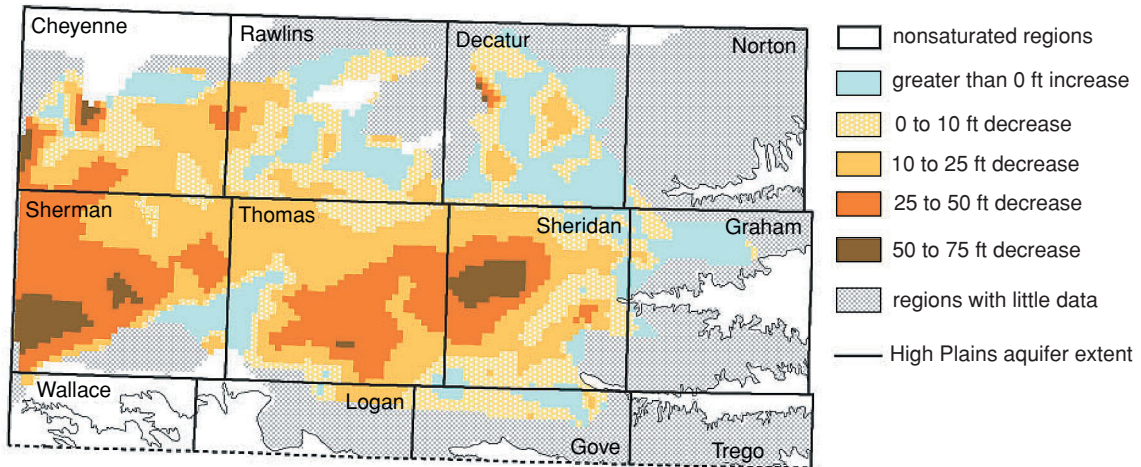 Cheyenne
Rawlins
Decatur
Norton
Sherman
Thomas
Sheridan
Graham
Wallace
Logan
Gove
Trego
nonsaturated regions
greater than 0 ft increase
0 to 10 ft decrease
10 to 25 ft decrease
25 to 50 ft decrease
50 to 75 ft decrease
regions with little data
High Plains aquifer extent